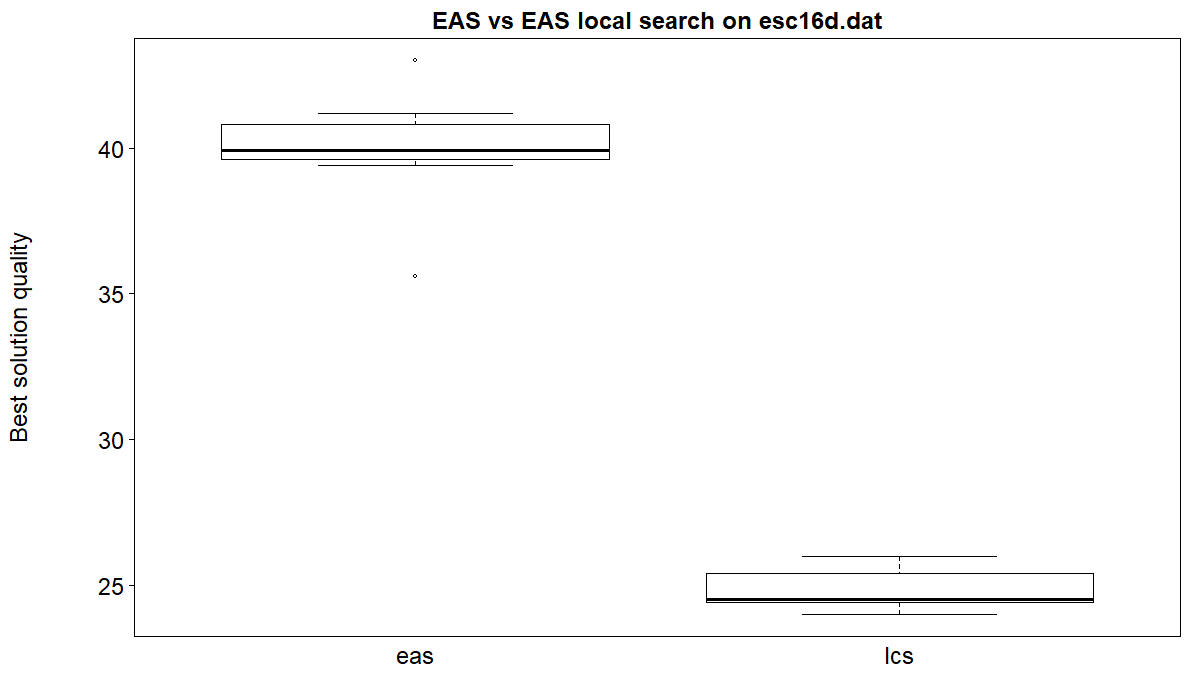 EAS vs EAS local search on esc16d.dat
Best solution quality
40
35
30
25
eas
lcs